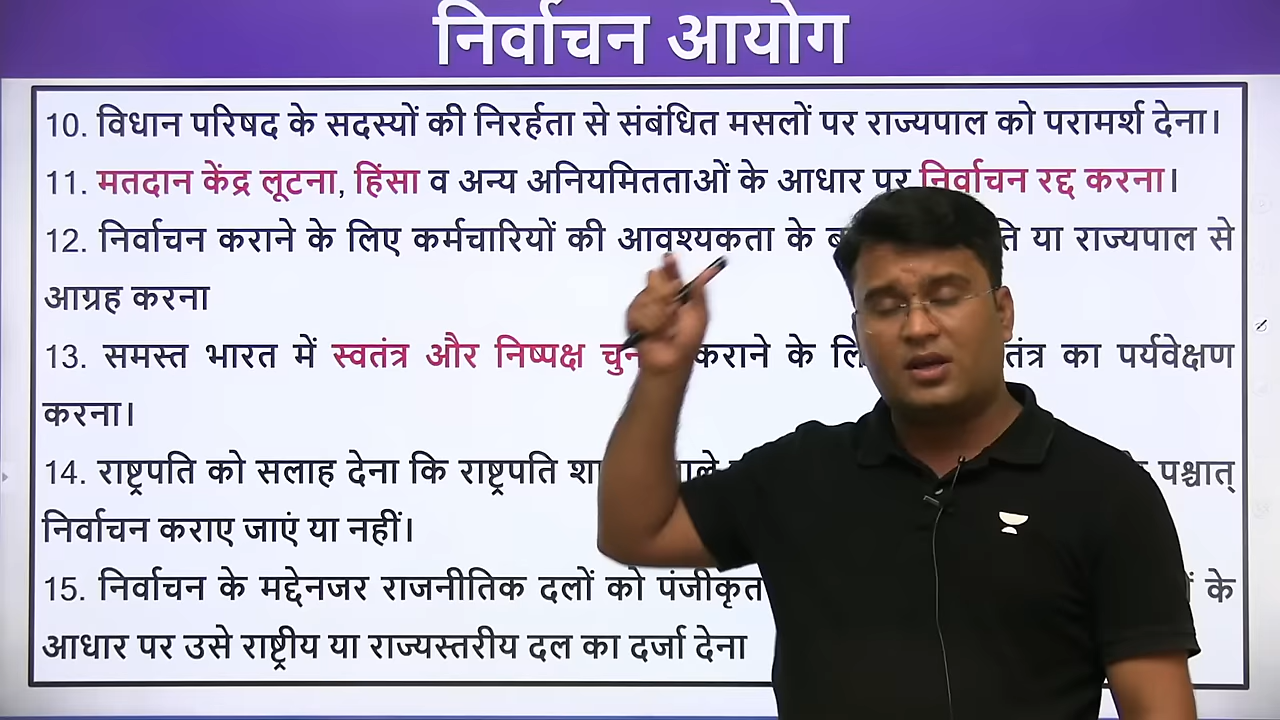 निर्वाचन आयोग
10. विधान परिषद के सदस्यों की निरर्हता से संबंधित मसलों पर राज्यपाल को परामर्श देना।
11. मतदान केंद्र लूटना, हिंसा व अन्य अनियमितताओं के आधार पर निर्वाचन रद्द करना।
12. निर्वाचन कराने के लिए कर्मचारियों की आवश्यकता के या राज्यपाल से
आग्रह करना
13. समस्त भारत में स्वतंत्र और निष्पक्ष कराने के का पर्यवेक्षण
करना।
14. राष्ट्रपति को सलाह देना कि राष्ट्रपति पश्चात्
निर्वाचन कराए जाएं या नहीं।
15. निर्वाचन के मद्देनजर राजनीतिक दलों को पंजीकृत के
आधार पर उसे राष्ट्रीय या राज्यस्तरीय दल का दर्जा देना